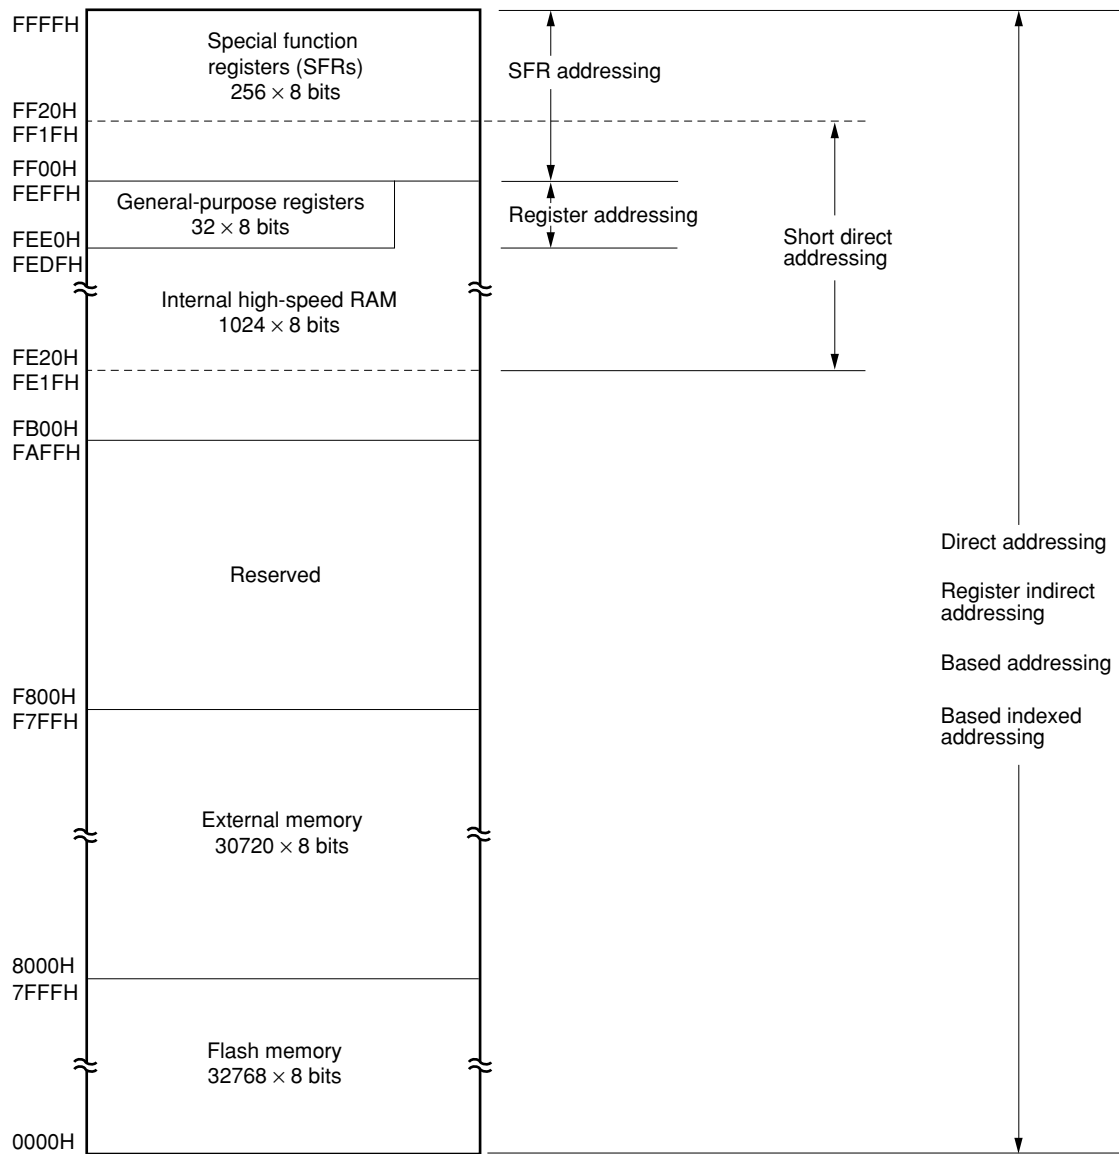 FFFFH
Special function
registers (SFRs)
256 × 8 bits
SFR addressing
FF20H
FF1FH
FF00H
FEFFH
General-purpose registers
32 × 8 bits
Register addressing
FEE0H
FEDFH
Short direct
addressing
Internal high-speed RAM
1024 × 8 bits
FE20H
FE1FH
FB00H
FAFFH
Reserved
Direct addressing
Register indirect
addressing
Based addressing
Based indexed
addressing
F800H
F7FFH
External memory
30720 × 8 bits
8000H
7FFFH
Flash memory
32768 × 8 bits
0000H